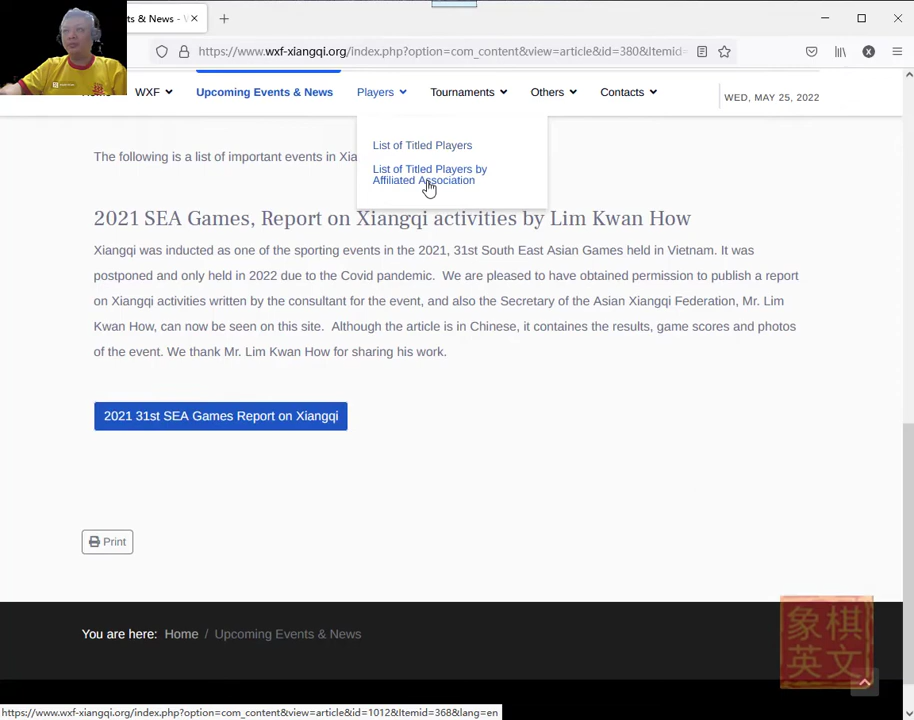 ts & News - W
https://www.wxf-xiangqi.org/index.php?option=com_content&view=article&id=380&Itemid=
WXF
Upcoming Events & News
Players
Tournaments
Others
Contacts
WED, MAY 25, 2022
List of Titled Players
List of Titled Players by
Affiliated Association
The following is a list of important events in Xia
2021 SEA Games, Report on Xiangqi activities by Lim Kwan How
Xiangqi was inducted as one of the sporting events in the 2021, 31st South East Asian Games held in Vietnam. It was
postponed and only held in 2022 due to the Covid pandemic. We are pleased to have obtained permission to publish a report
on Xiangqi activities written by the consultant for the event, and also the Secretary of the Asian Xiangqi Federation, Mr. Lim
Kwan How, can now be seen on this site. Although the article is in Chinese, it containes the results, game scores and photos
of the event. We thank Mr. Lim Kwan How for sharing his work.
2021 31st SEA Games Report on Xiangqi
Print
You are here: Home / Upcoming Events & News
象棋
英文
https://www.wxf-xiangqi.org/index.php?option=com_content&view=article&id=1012&Itemid=368&lang=en